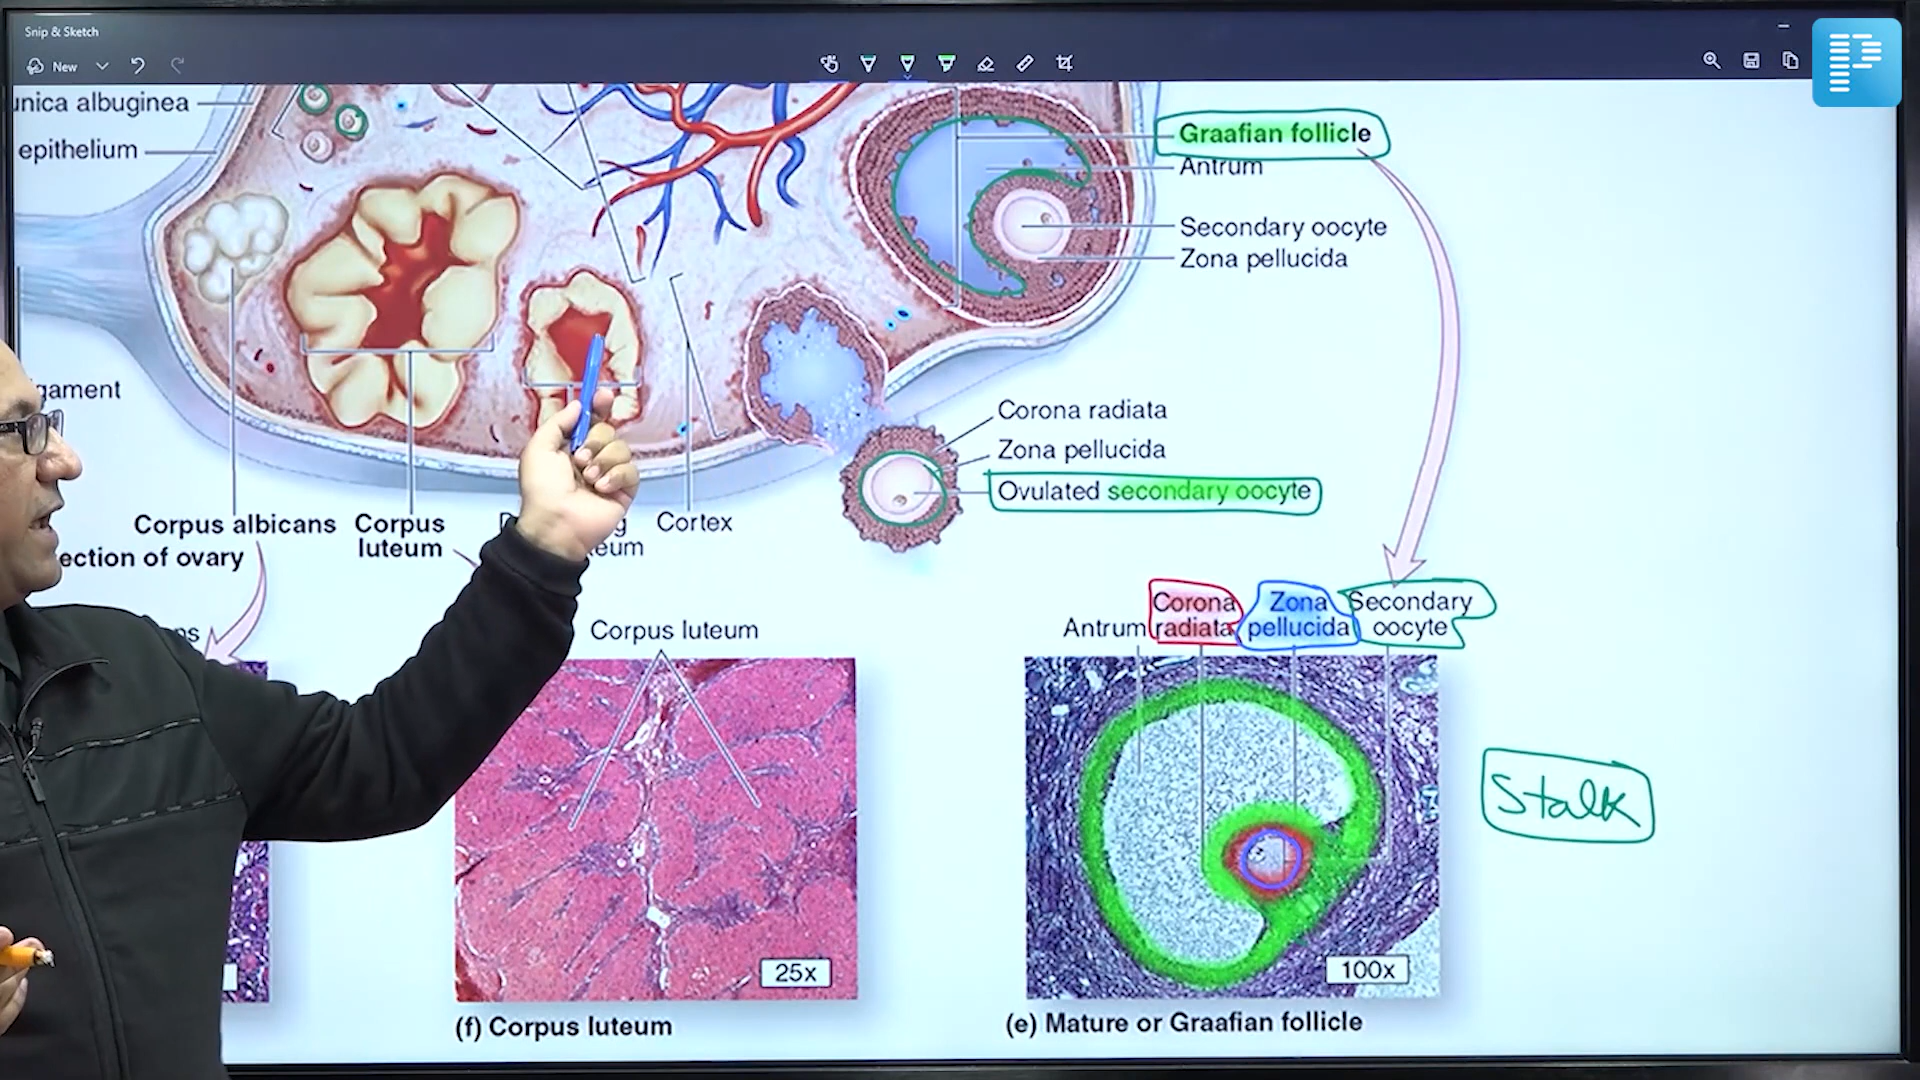 Snip & Sketch
New
unica albuginea
epithelium
Graafian follicle
Antrum
Secondary oocyte
Zona pellucida
gament
Corona radiata
Zona pellucida
Ovulated secondary oocyte
Corpus albicans
Corpus
luteum
Cortex
ection of ovary
Corpus luteum
Antrum
Corona
radiata
Zona
pellucida
Secondary
oocyte
Stalk
25x
100x
(f) Corpus luteum
(e) Mature or Graafian follicle